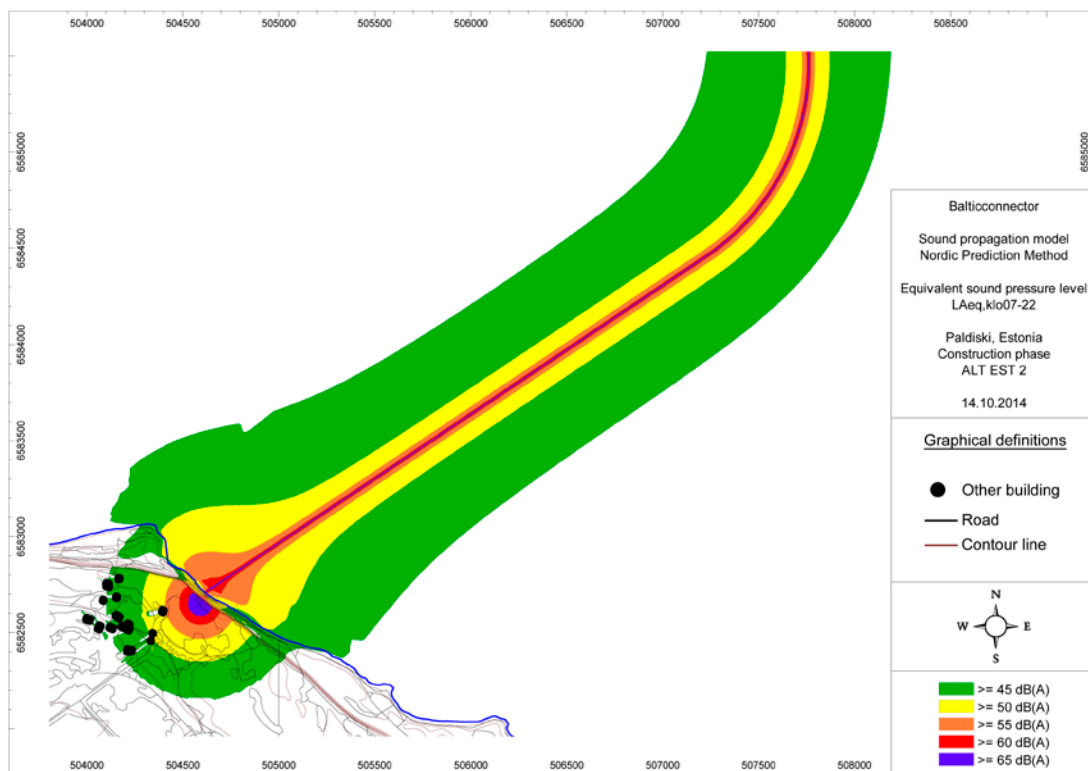 504000 504500 505000 505500 506000 506500 507000 507500 508000 508500
6585000
6584500
6584000
6583500
6583000
6582500
6585000
Balticconnector
Sound propagation model
Nordic Prediction Method
Equivalent sound pressure level
LAeq,klo07-22
Paldiski, Estonia
Construction phase
ALT EST 2
14.10.2014
Graphical definitions
Other building
Road
Contour line
N
W E
S
>= 45 dB(A)
>= 50 dB(A)
>= 55 dB(A)
>= 60 dB(A)
>= 65 dB(A)
504000 504500 505000 505500 506000 506500 507000 507500 508000